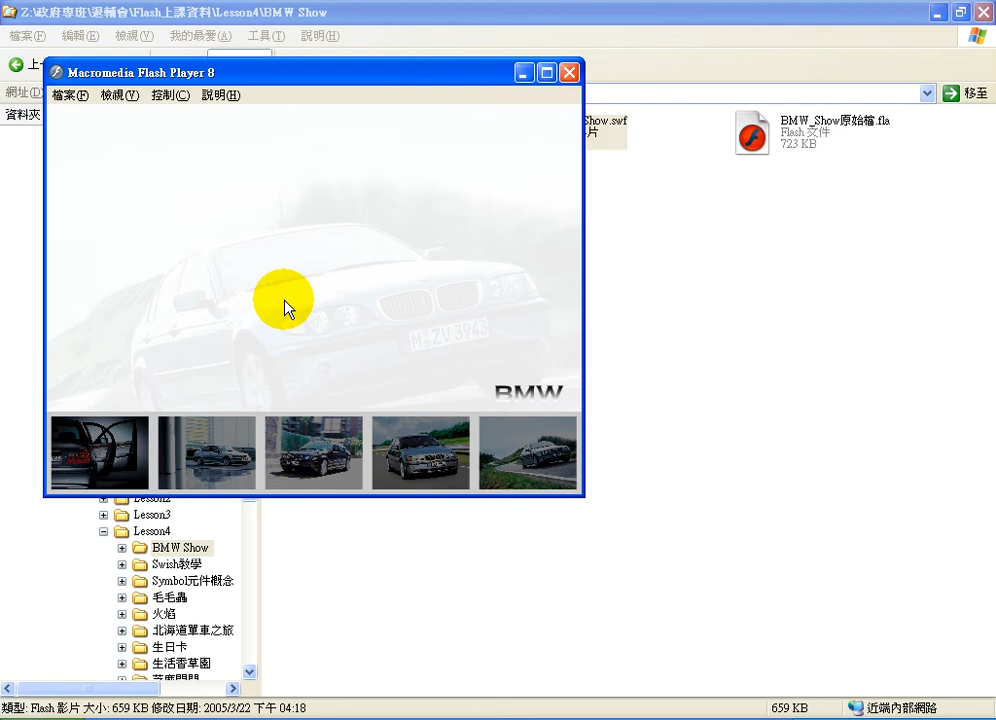 Z:\政府專班\退輔會\Flash上課資料\Lesson4\BMW Show
檔案(F) 編輯(E) 檢視(V) 我的最愛(A) 工具(T) 說明(H)
上一
網址(D)
移至
資料夾
Macromedia Flash Player 8
檔案(F) 檢視(V) 控制(C) 說明(H)
Show.swf
片
BMW_Show原始檔.fla
Flash 文件
723 KB
M·ZV 3943
BMW
Lesson2
Lesson3
Lesson4
BMW Show
Swish教學
Symbol元件概念
毛毛蟲
火焰
北海道單車之旅
生日卡
生活香草園
類型: Flash 影片 大小: 659 KB 修改日期: 2005/3/22 下午 04:18
659 KB
近端內部網路